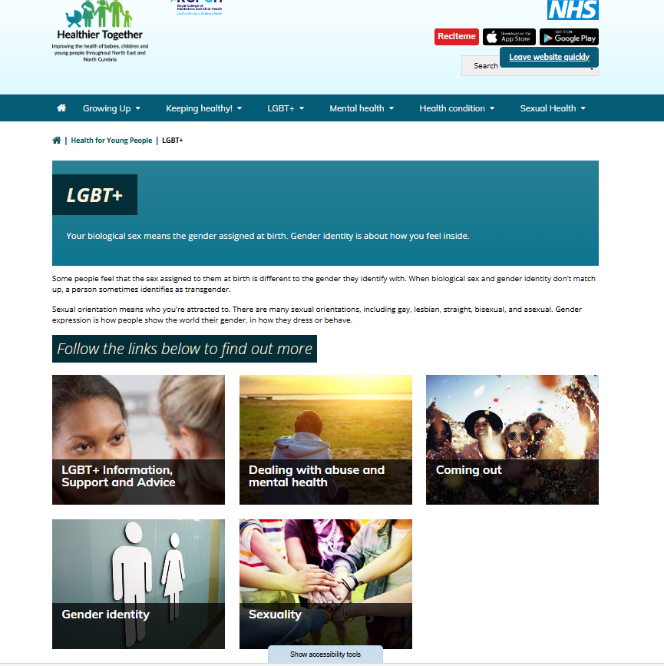 Healthier Together
Improving the health of babies, children and
young people throughout North East and
North Cumbria
Royal College of
NHS
ReciteMe
Download on the
App Store
GET IT ON
Google Play
Leave website quickly
Search
Growing Up
Keeping healthy!
LGBT+
Mental health
Health condition
Sexual Health
| Health for Young People | LGBT+
LGBT+
Your biological sex means the gender assigned at birth. Gender identity is about how you feel inside.
Some people feel that the sex assigned to them at birth is different to the gender they identify with. When biological sex and gender identity don't match
up, a person sometimes identifies as transgender.
Sexual orientation means who you're attracted to. There are many sexual orientations, including gay, lesbian, straight, bisexual, and asexual. Gender
expression is how people show the world their gender, in how they dress or behave.
Follow the links below to find out more
LGBT+ Information,
Support and Advice
Dealing with abuse and
mental health
Coming out
Gender identity
Sexuality
Show accessibility tools